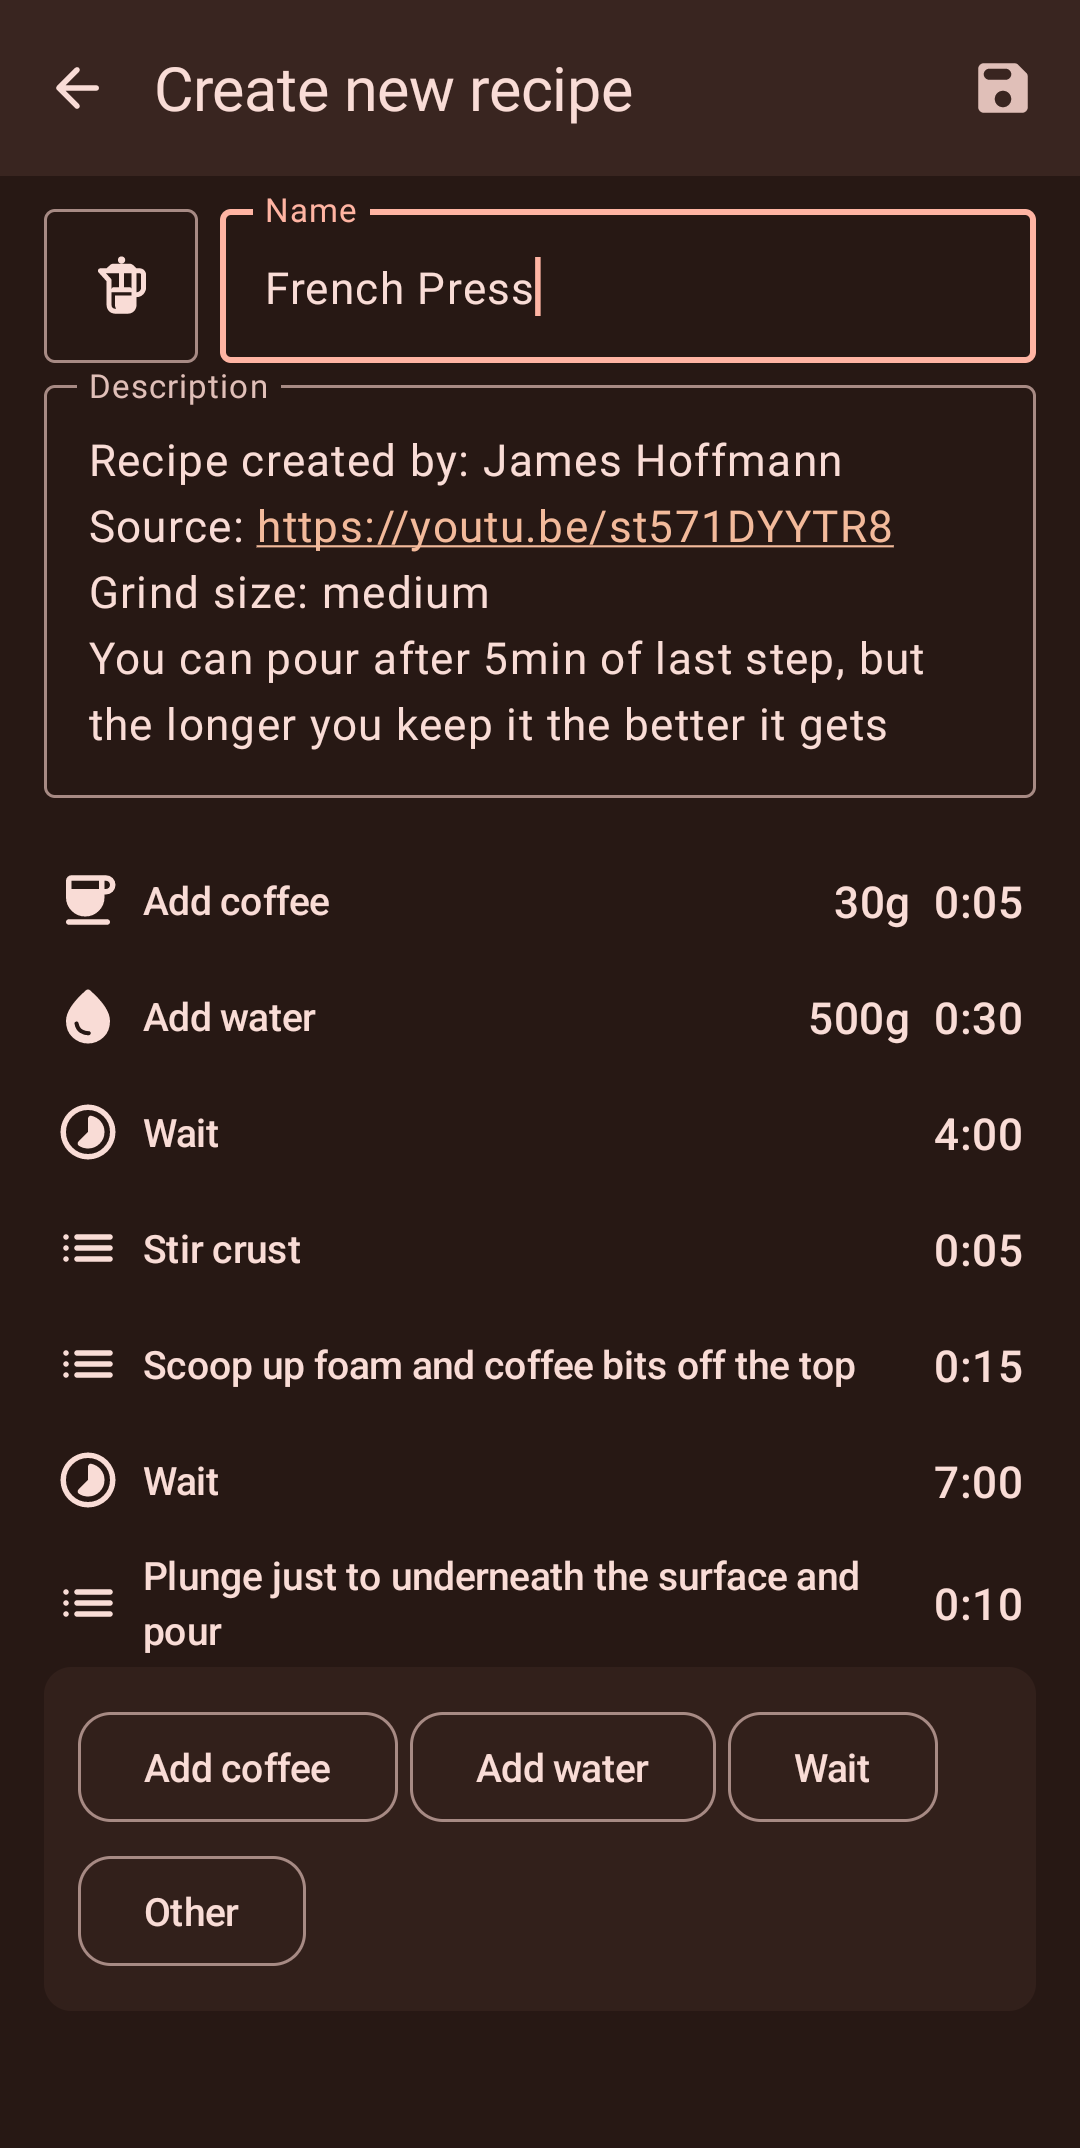 Create new recipe
Name
French Press
Description
Recipe created by: James Hoffmann
Source: https://youtu.be/st571DYYTR8
Grind size: medium
You can pour after 5min of last step, but
the longer you keep it the better it gets
Add coffee 30g 0:05
Add water 500g 0:30
Wait 4:00
Stir crust 0:05
Scoop up foam and coffee bits off the top 0:15
Wait 7:00
Plunge just to underneath the surface and
pour 0:10
Add coffee Add water Wait
Other